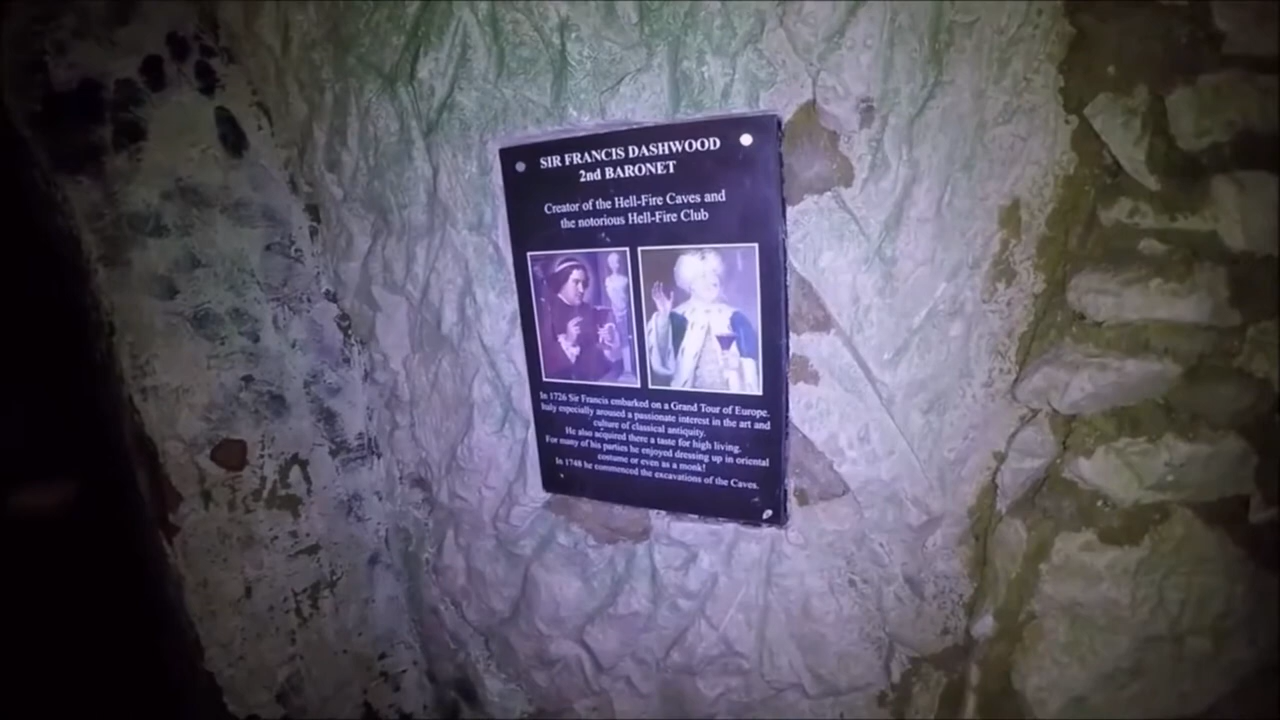 SIR FRANCIS DASHWOOD
2nd BARONET
Creator of the Hell-Fire Caves and
the notorious Hell-Fire Club
In 1726 Sir Francis embarked on a Grand Tour of Europe.
Italy especially aroused a passionate interest in the art and
culture of classical antiquity.
He also acquired there a taste for high living.
For many of his parties he enjoyed dressing up in oriental
costume or even as a monk!
In 1748 he commenced the excavations of the Caves.